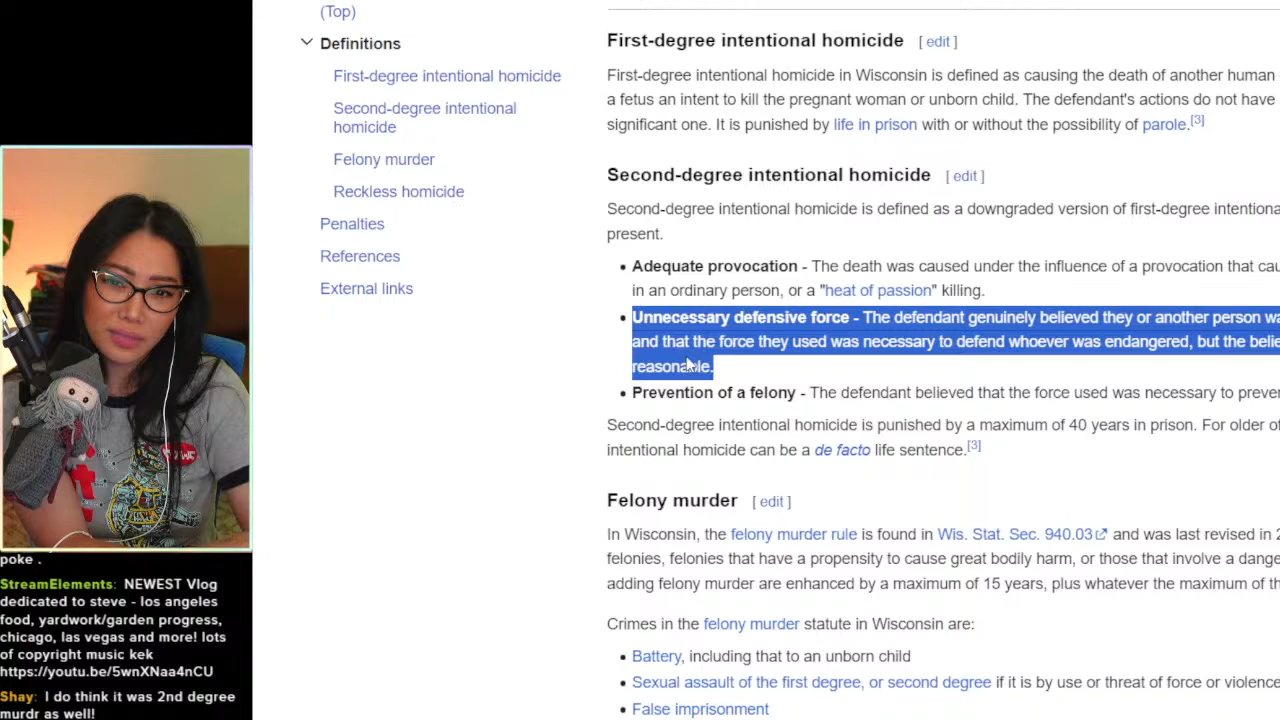 (Top)
Definitions
First-degree intentional homicide
Second-degree intentional
homicide
Felony murder
Reckless homicide
Penalties
References
External links
First-degree intentional homicide [ edit ]
First-degree intentional homicide in Wisconsin is defined as causing the death of another human
a fetus an intent to kill the pregnant woman or unborn child. The defendant's actions do not have
significant one. It is punished by life in prison with or without the possibility of parole.[3]
Second-degree intentional homicide [ edit ]
Second-degree intentional homicide is defined as a downgraded version of first-degree intentiona
present.
• Adequate provocation - The death was caused under the influence of a provocation that cau
in an ordinary person, or a "heat of passion" killing.
• Unnecessary defensive force - The defendant genuinely believed they or another person wa
and that the force they used was necessary to defend whoever was endangered, but the belie
reasonable.
• Prevention of a felony - The defendant believed that the force used was necessary to preve
Second-degree intentional homicide is punished by a maximum of 40 years in prison. For older of
intentional homicide can be a de facto life sentence.[3]
Felony murder [ edit ]
In Wisconsin, the felony murder rule is found in Wis. Stat. Sec. 940.03 and was last revised in 2
felonies, felonies that have a propensity to cause great bodily harm, or those that involve a dange
adding felony murder are enhanced by a maximum of 15 years, plus whatever the maximum of th
Crimes in the felony murder statute in Wisconsin are:
• Battery, including that to an unborn child
• Sexual assault of the first degree, or second degree if it is by use or threat of force or violence
• False imprisonment
poke .
StreamElements: NEWEST Vlog
dedicated to steve - los angeles
food, yardwork/garden progress,
chicago, las vegas and more! lots
of copyright music kek
https://youtu.be/5wnXNaa4nCU
Shay: I do think it was 2nd degree
murdr as well!